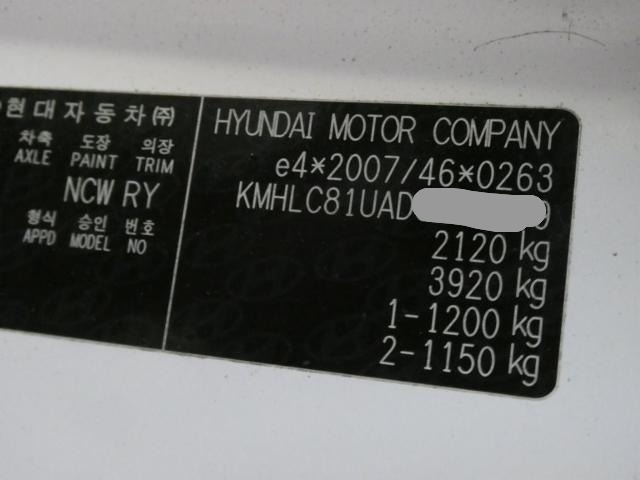 현대자동차㈜
차축 도장 의장
AXLE PAINT TRIM
NCW RY
형식 승인 번호
APPD MODEL NO
HYUNDAI MOTOR COMPANY
e4*2007/46*0263
KMHLC81UAD
2120 kg
3920 kg
1-1200 kg
2-1150 kg